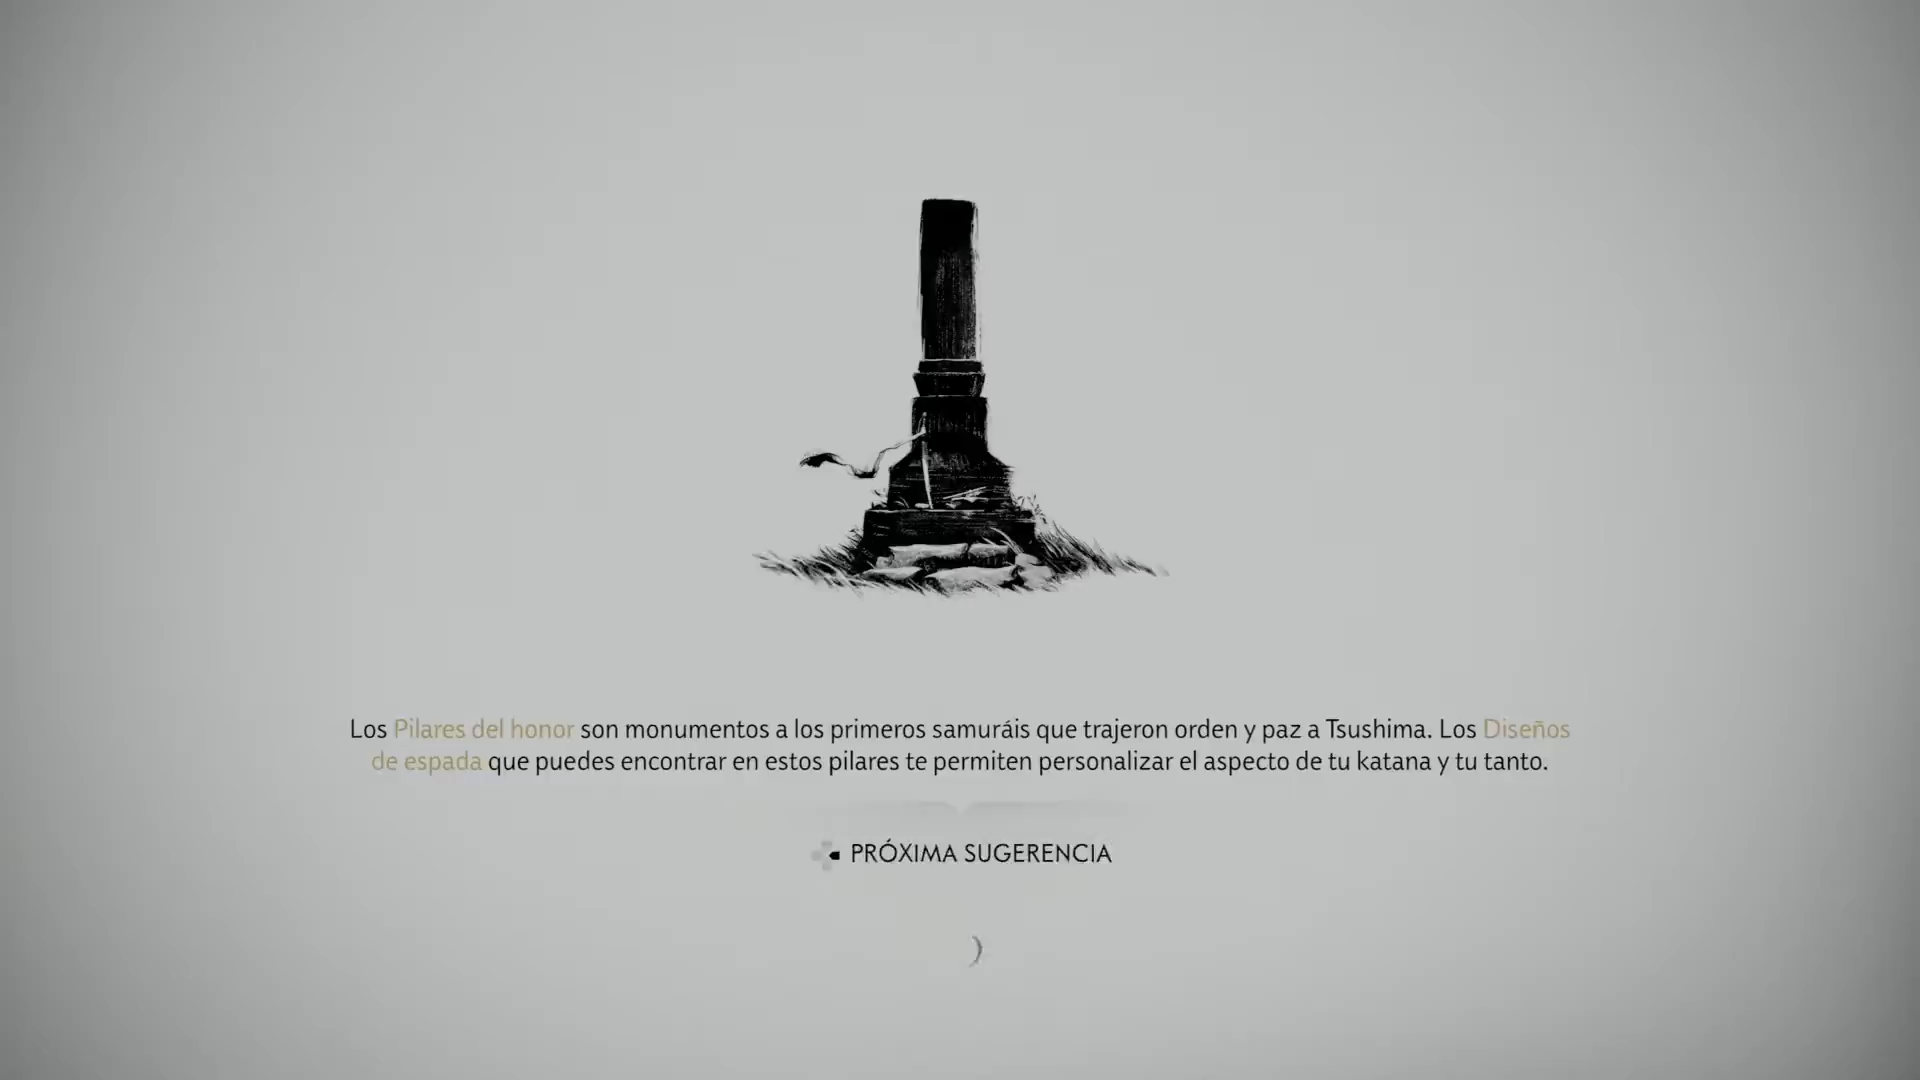 Los Pilares del honor son monumentos a los primeros samuráis que trajeron orden y paz a Tsushima. Los Diseños
de espada que puedes encontrar en estos pilares te permiten personalizar el aspecto de tu katana y tu tanto.
PRÓXIMA SUGERENCIA